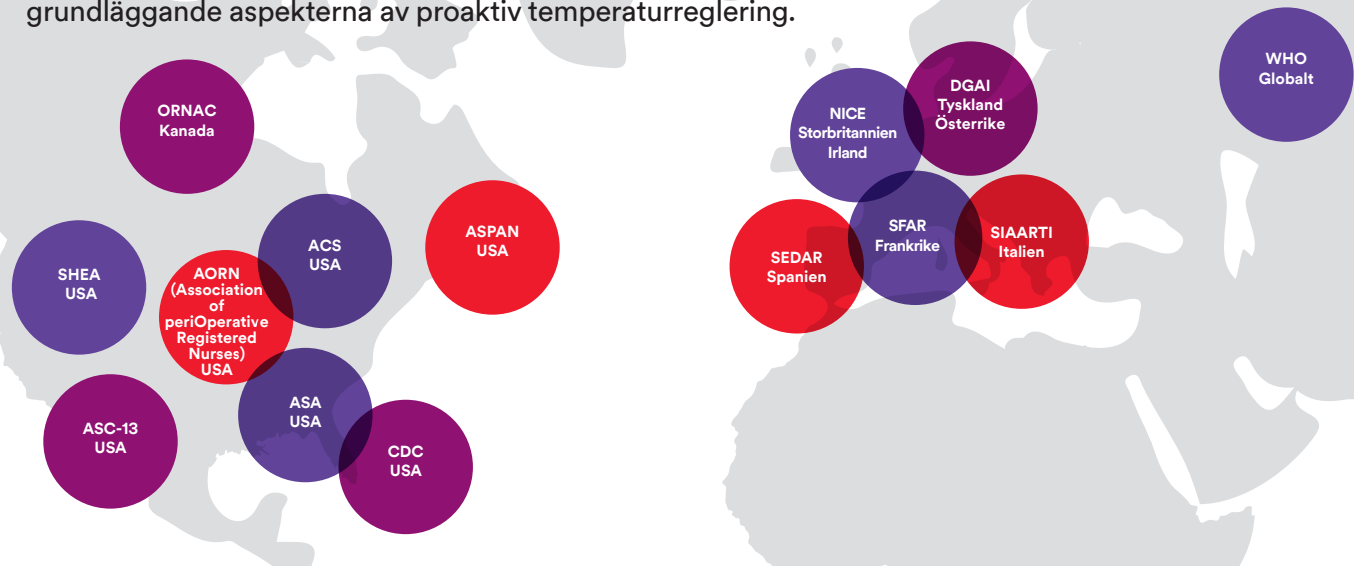 grundläggande aspekterna av proaktiv temperaturreglering.
ORNAC
Kanada
SHEA
USA
AORN
(Association
of
periOperative
Registered
Nurses)
USA
ACS
USA
ASPAN
USA
ASC-13
USA
ASA
USA
CDC
USA
NICE
Storbritannien
Irland
DGAI
Tyskland
Österrike
WHO
Globalt
SEDAR
Spanien
SFAR
Frankrike
SIAARTI
Italien